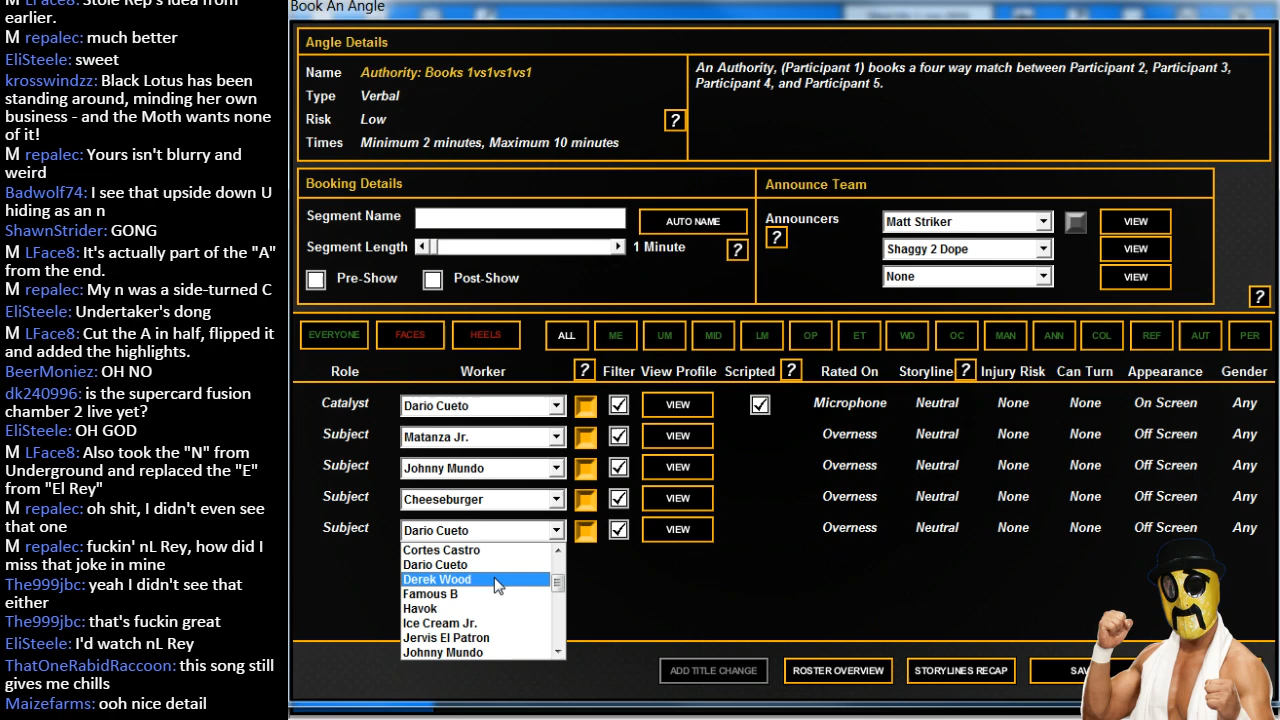 M LFace8: Stole Rep's idea from
earlier.
M repalec: much better
EliSteele: sweet
krosswindzz: Black Lotus has been
standing around, minding her own
business - and the Moth wants none
of it!
M repalec: Yours isn't blurry and
weird
Badwolf74: I see that upside down U
hiding as an n
ShawnStrider: GONG
M LFace8: It's actually part of the "A"
from the end.
M repalec: My n was a side-turned C
EliSteele: Undertaker's dong
M LFace8: Cut the A in half, flipped it
and added the highlights.
BeerMoniez: OH NO
dk240996: is the supercard fusion
chamber 2 live yet?
EliSteele: OH GOD
M LFace8: Also took the "N" from
Underground and replaced the "E"
from "El Rey"
M repalec: oh shit, I didn't even see
that one
M repalec: fuckin' nL Rey, how did I
miss that joke in mine
The999jbc: yeah I didn't see that
either
The999jbc: that's fuckin great
EliSteele: I'd watch nL Rey
ThatOneRabidRaccoon: this song still
gives me chills
Maizefarms: ooh nice detail
Book An Angle
Angle Details
Name Authority: Books 1vs1vs1vs1
Type Verbal
Risk Low
?
Times Minimum 2 minutes, Maximum 10 minutes
An Authority, (Participant 1) books a four way match between Participant 2, Participant 3,
Participant 4, and Participant 5.
Booking Details
Segment Name AUTO NAME
Segment Length 1 Minute ?
Pre-Show Post-Show
Announce Team
Announcers Matt Striker VIEW
? Shaggy 2 Dope VIEW
None VIEW
?
EVERYONE FACES HEELS ALL ME UM MID LM OP ET WD OC MAN ANN COL REF AUT PER
Role Worker ? Filter View Profile Scripted ? Rated On Storyline ? Injury Risk Can Turn Appearance Gender
Catalyst Dario Cueto VIEW Microphone Neutral None None On Screen Any
Subject Matanza Jr. VIEW Overness Neutral None None Off Screen Any
Subject Johnny Mundo VIEW Overness Neutral None None Off Screen Any
Subject Cheeseburger VIEW Overness Neutral None None Off Screen Any
Subject Dario Cueto VIEW Overness Neutral None None Off Screen Any
Cortes Castro
Dario Cueto
Derek Wood
Famous B
Havok
Ice Cream Jr.
Jervis El Patron
Johnny Mundo
ADD TITLE CHANGE ROSTER OVERVIEW STORYLINES RECAP